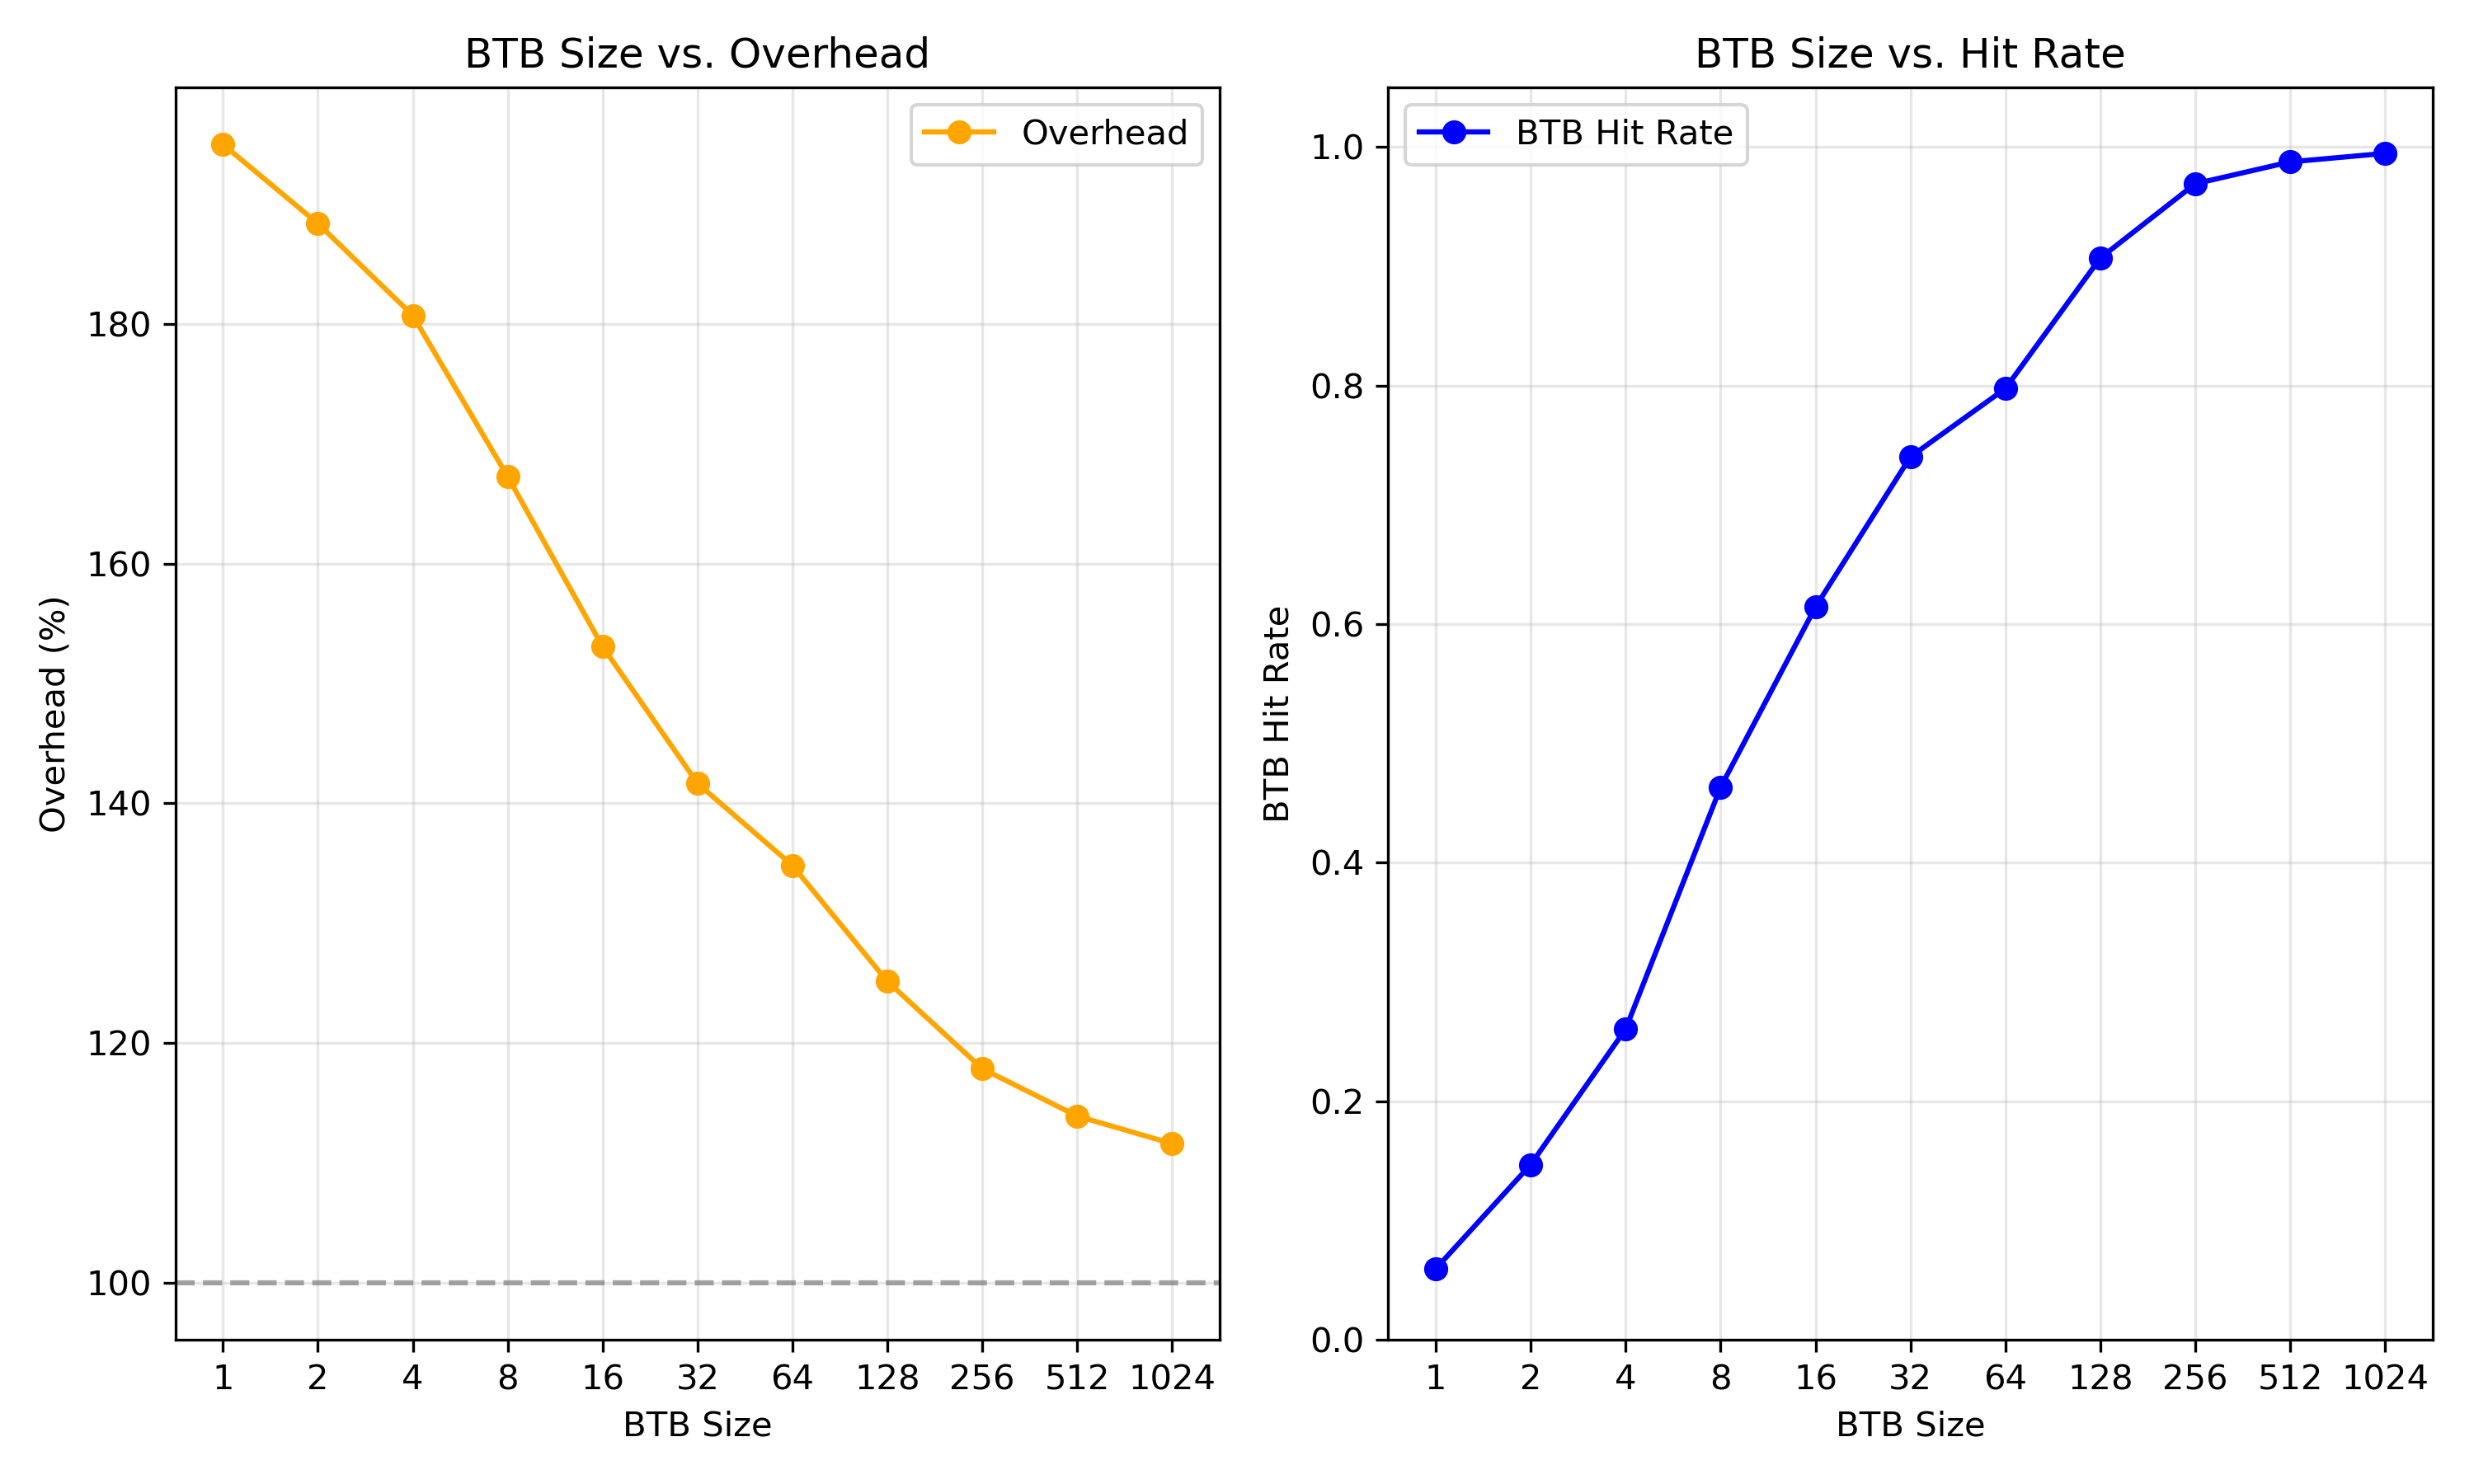 BTB Size vs. Overhead
Overhead
Overhead (%)
180
160
140
120
100
1 2 4 8 16 32 64 128 256 512 1024
BTB Size
BTB Size vs. Hit Rate
BTB Hit Rate
BTB Hit Rate
1.0
0.8
0.6
0.4
0.2
0.0
1 2 4 8 16 32 64 128 256 512 1024
BTB Size